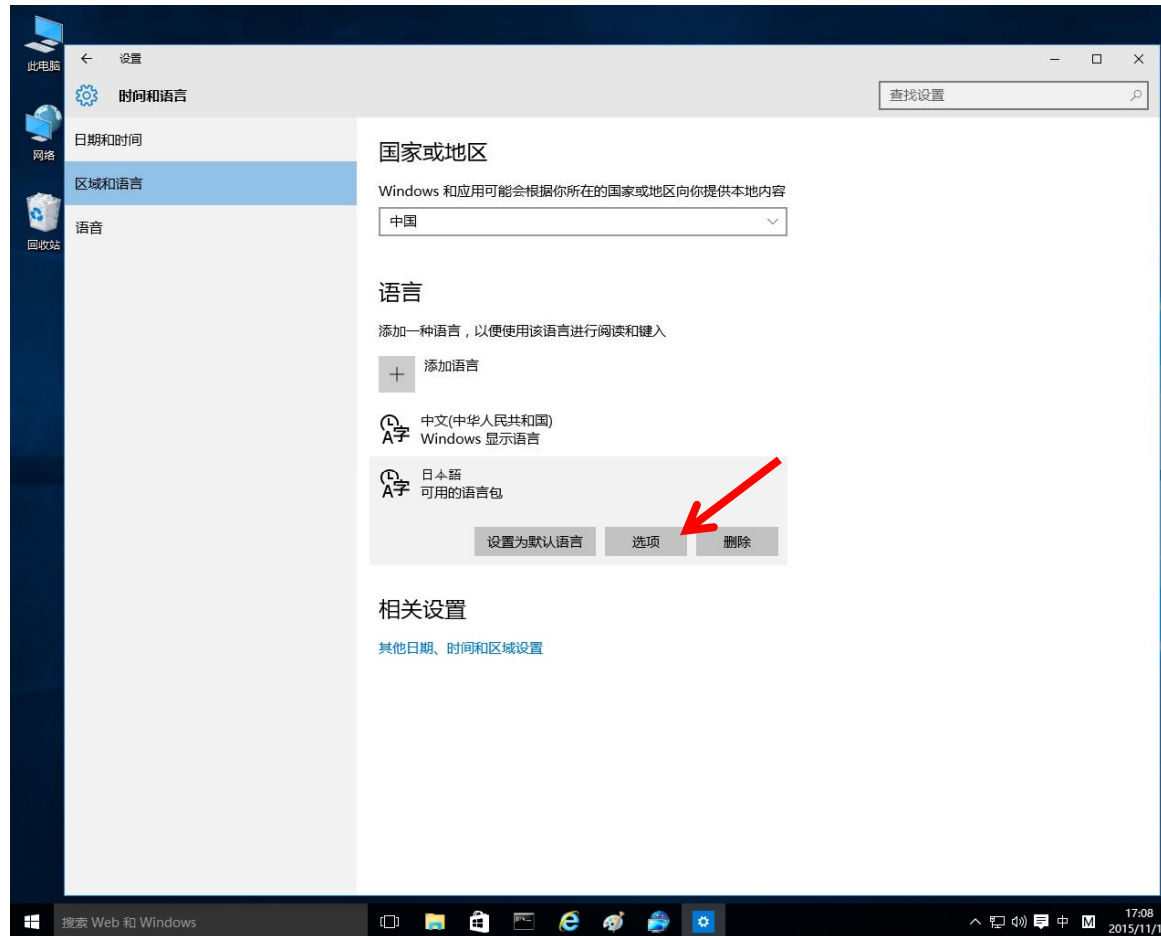 此电脑
网络
回收站
设置
时间和语言
查找设置
日期和时间
区域和语言
语音
国家或地区
Windows 和应用可能会根据你所在的国家或地区向你提供本地内容
中国
语言
添加一种语言，以便使用该语言进行阅读和键入
添加语言
中文(中华人民共和国)
Windows 显示语言
日本語
可用的语言包
设置为默认语言 选项 删除
相关设置
其他日期、时间和区域设置
搜索 Web 和 Windows
中 M
17:08
2015/11/1